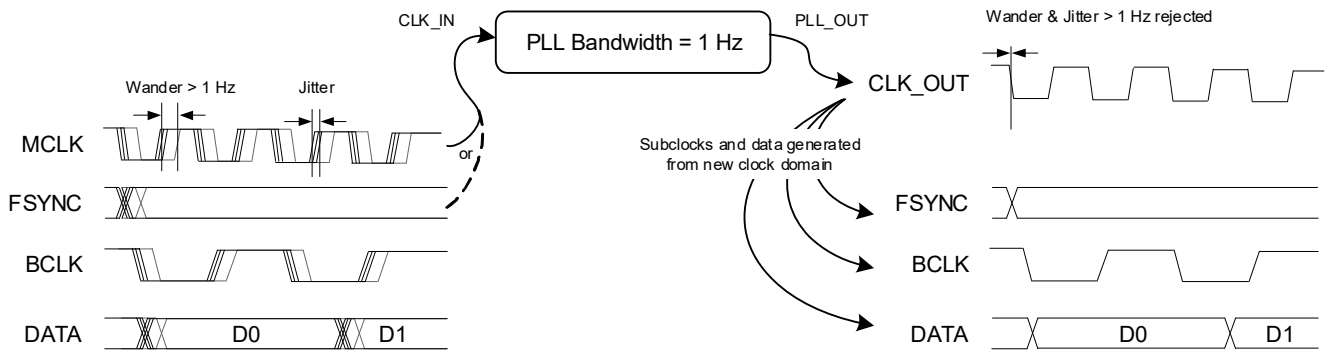 CLK_IN
PLL Bandwidth = 1 Hz
PLL_OUT
Wander & Jitter > 1 Hz rejected
Wander > 1 Hz
Jitter
MCLK
or
CLK_OUT
Subclocks and data generated
from new clock domain
FSYNC
FSYNC
BCLK
BCLK
DATA
D0
D1
DATA
D0
D1